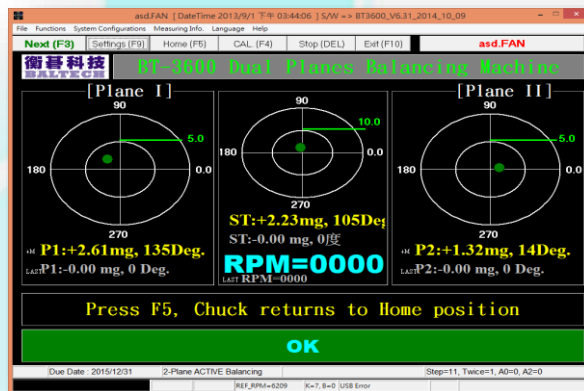 asd.FAN [ DateTime 2013/9/1 下午 03:44:06 ] S/W => BT3600_V6.31_2014_10_09
File Functions System Configurations Measuring Info. Language Help
Next (F3) Settings (F9) Home (F5) CAL (F4) Stop (DEL) Exit (F10) asd.FAN
衡碁科技
BALTECH
BT-3600 Dual Planes Balancing Machine
[Plane I]
90
5.0
180
0.0
270
+M P1:+2.61mg, 135Deg.
LAST P1:-0.00 mg, 0 Deg.
90
10.0
180
0.0
270
ST:+2.23mg, 105Deg
ST:-0.00 mg, 0度
RPM=0000
LAST RPM=0000
[Plane II]
90
5.0
180
0.0
270
+M P2:+1.32mg, 14Deg.
LAST P2:-0.00 mg, 0 Deg.
Press F5, Chuck returns to Home position
OK
Due Date : 2015/12/31 2-Plane ACTIVE Balancing Step=11, Twice=1, A0=0, A2=0
REF_RPM=6209 K=7, B=0 USB Error